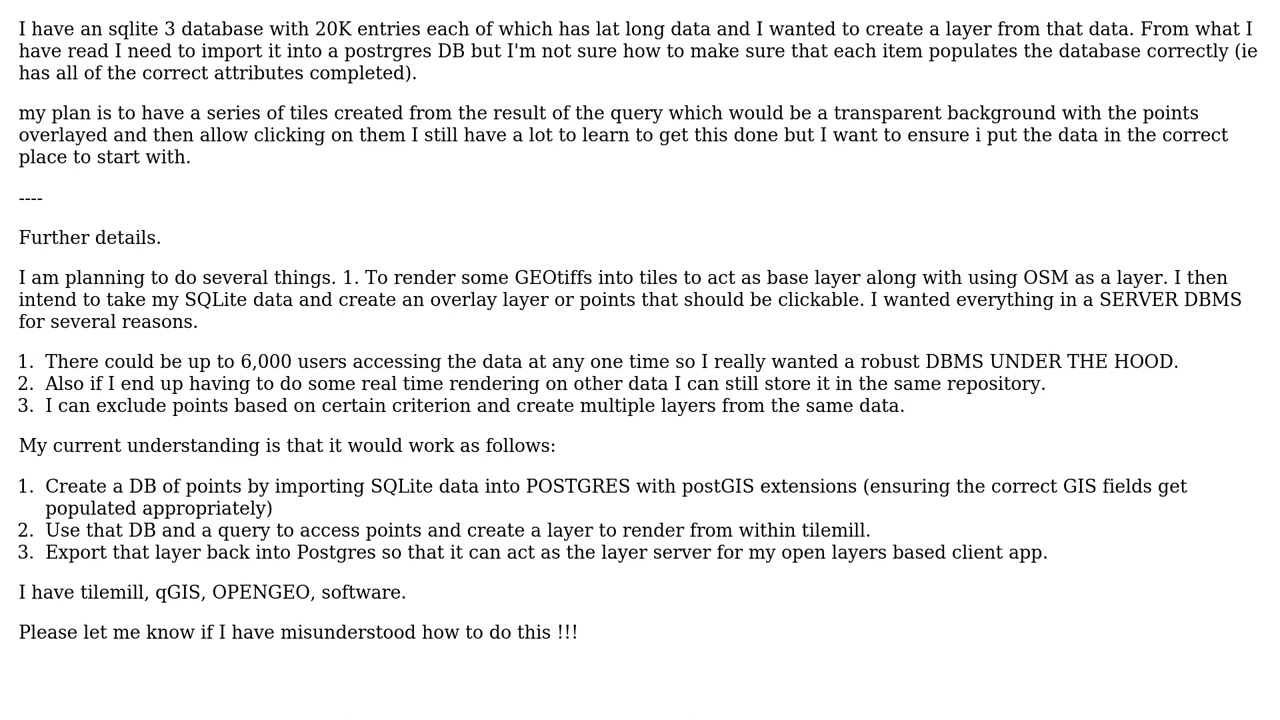 I have an sqlite 3 database with 20K entries each of which has lat long data and I wanted to create a layer from that data. From what I
have read I need to import it into a postrgres DB but I'm not sure how to make sure that each item populates the database correctly (ie
has all of the correct attributes completed).
my plan is to have a series of tiles created from the result of the query which would be a transparent background with the points
overlayed and then allow clicking on them I still have a lot to learn to get this done but I want to ensure i put the data in the correct
place to start with.
----
Further details.
I am planning to do several things. 1. To render some GEOtiffs into tiles to act as base layer along with using OSM as a layer. I then
intend to take my SQLite data and create an overlay layer or points that should be clickable. I wanted everything in a SERVER DBMS
for several reasons.
1. There could be up to 6,000 users accessing the data at any one time so I really wanted a robust DBMS UNDER THE HOOD.
2. Also if I end up having to do some real time rendering on other data I can still store it in the same repository.
3. I can exclude points based on certain criterion and create multiple layers from the same data.
My current understanding is that it would work as follows:
1. Create a DB of points by importing SQLite data into POSTGRES with postGIS extensions (ensuring the correct GIS fields get
populated appropriately)
2. Use that DB and a query to access points and create a layer to render from within tilemill.
3. Export that layer back into Postgres so that it can act as the layer server for my open layers based client app.
I have tilemill, qGIS, OPENGEO, software.
Please let me know if I have misunderstood how to do this !!!